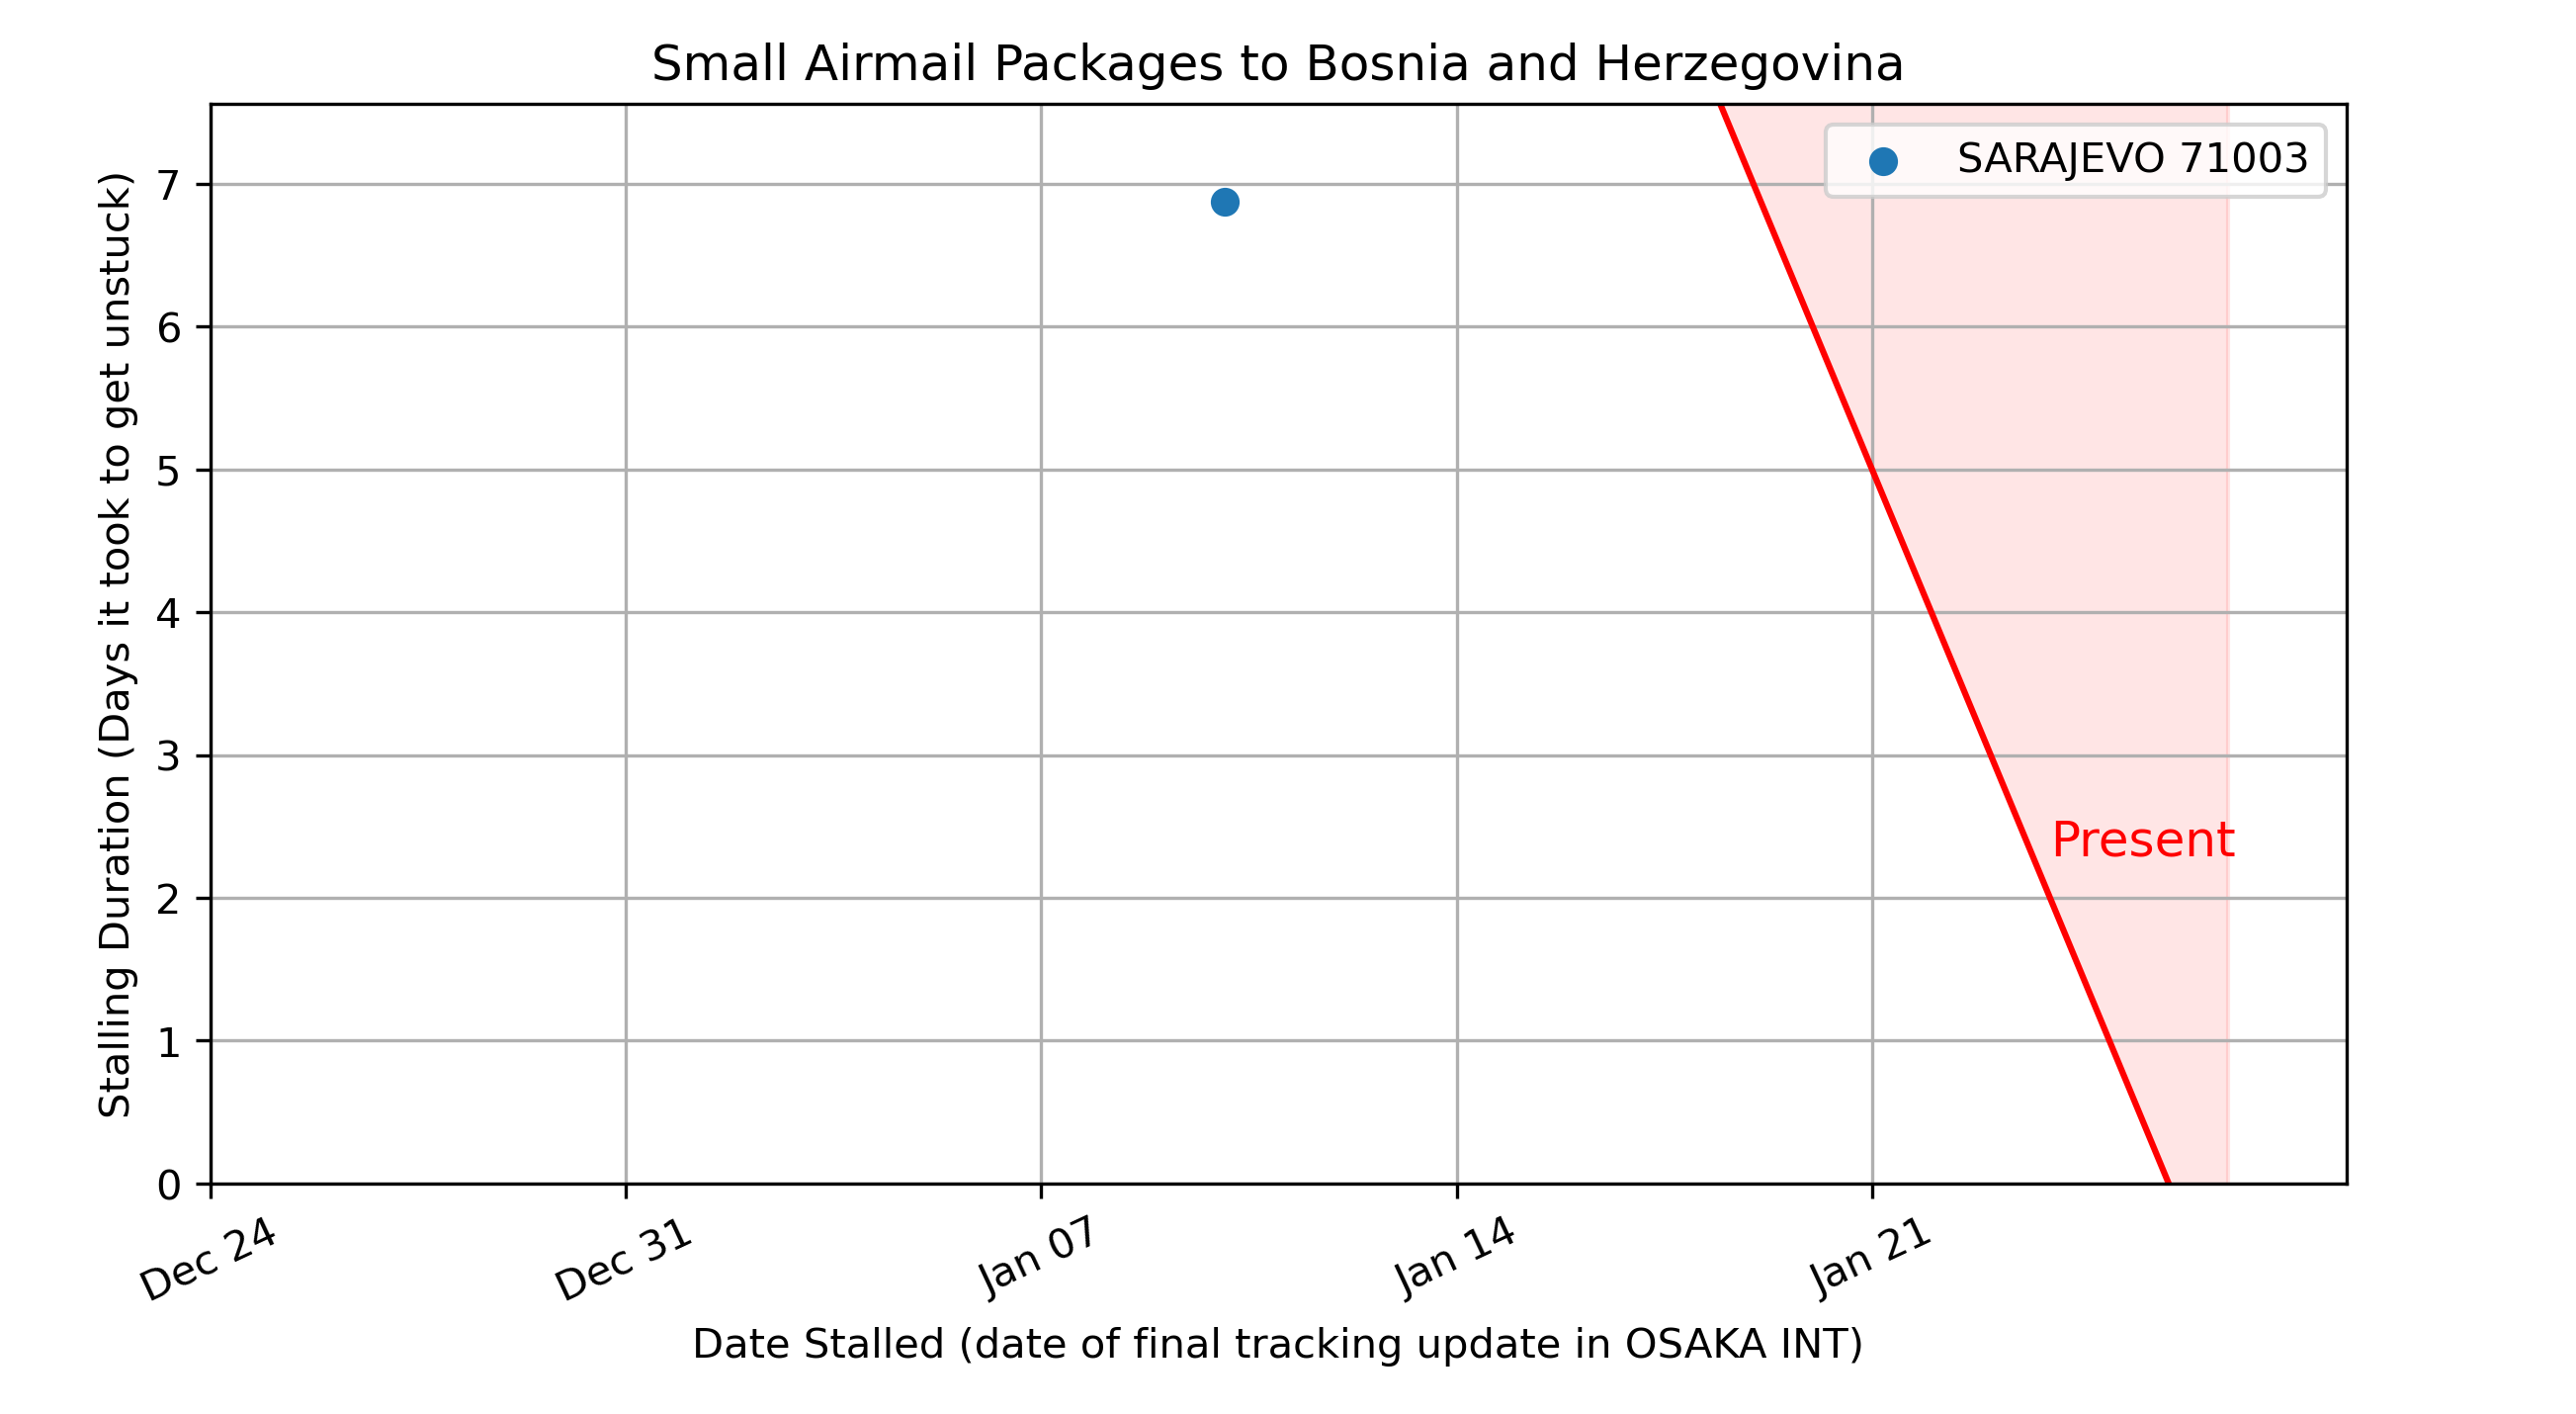 Small Airmail Packages to Bosnia and Herzegovina
SARAJEVO 71003
Stalling Duration (Days it took to get unstuck)
7
6
5
4
3
2
1
0
Present
Dec 24
Dec 31
Jan 07
Jan 14
Jan 21
Date Stalled (date of final tracking update in OSAKA INT)